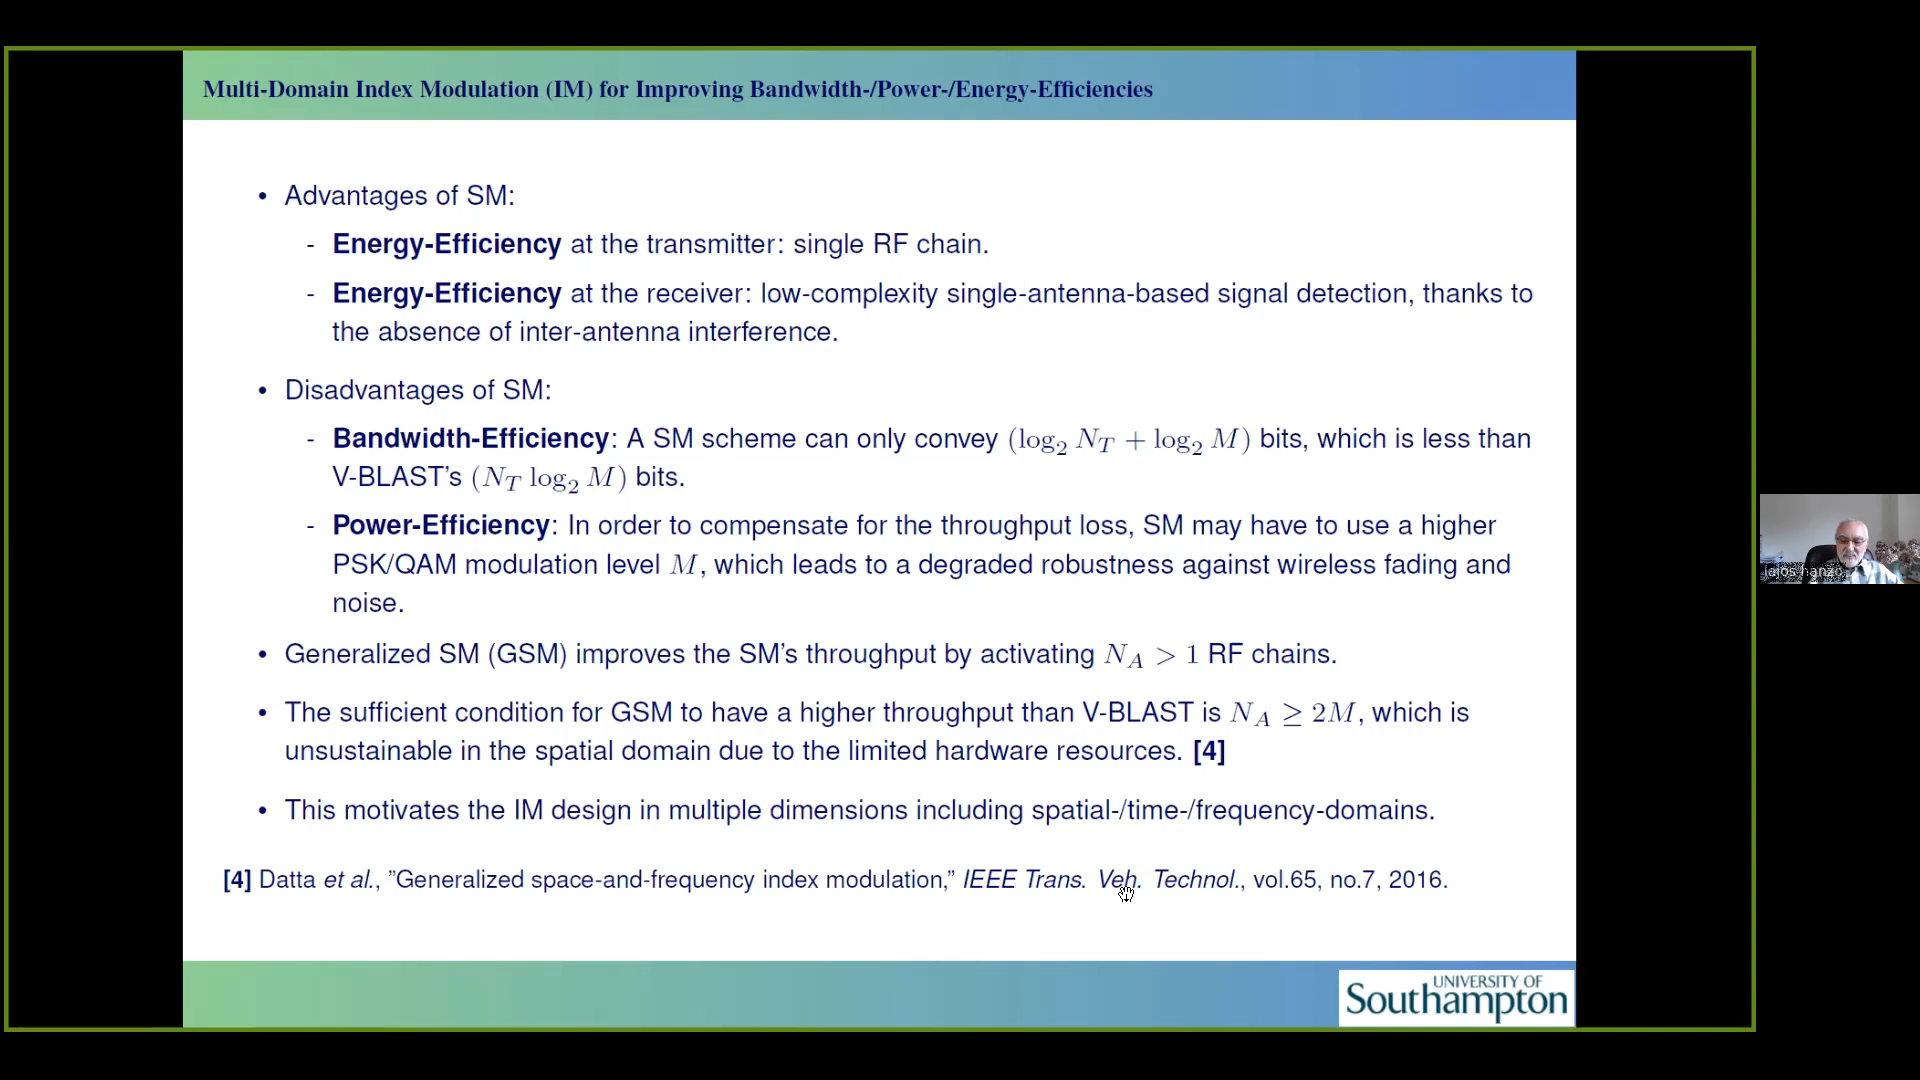 Multi-Domain Index Modulation (IM) for Improving Bandwidth-/Power-/Energy-Efficiencies
• Advantages of SM:
- Energy-Efficiency at the transmitter: single RF chain.
- Energy-Efficiency at the receiver: low-complexity single-antenna-based signal detection, thanks to
the absence of inter-antenna interference.
• Disadvantages of SM:
- Bandwidth-Efficiency: A SM scheme can only convey (log₂ N_T + log₂ M) bits, which is less than
V-BLAST's (N_T log₂ M) bits.
- Power-Efficiency: In order to compensate for the throughput loss, SM may have to use a higher
PSK/QAM modulation level M, which leads to a degraded robustness against wireless fading and
noise.
• Generalized SM (GSM) improves the SM's throughput by activating N_A > 1 RF chains.
• The sufficient condition for GSM to have a higher throughput than V-BLAST is N_A ≥ 2M, which is
unsustainable in the spatial domain due to the limited hardware resources. [4]
• This motivates the IM design in multiple dimensions including spatial-/time-/frequency-domains.
[4] Datta et al., ”Generalized space-and-frequency index modulation,” IEEE Trans. Veh. Technol., vol.65, no.7, 2016.
lajos hanzo
UNIVERSITY OF
Southampton